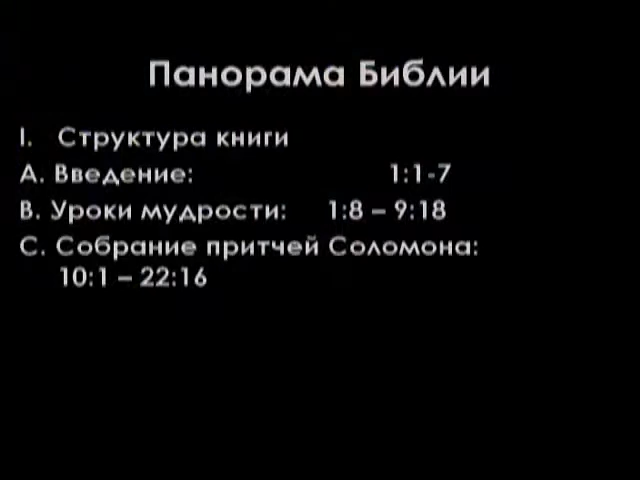 Панорама Библии
I. Структура книги
А. Введение: 1:1-7
В. Уроки мудрости: 1:8 – 9:18
С. Собрание притчей Соломона:
10:1 – 22:16